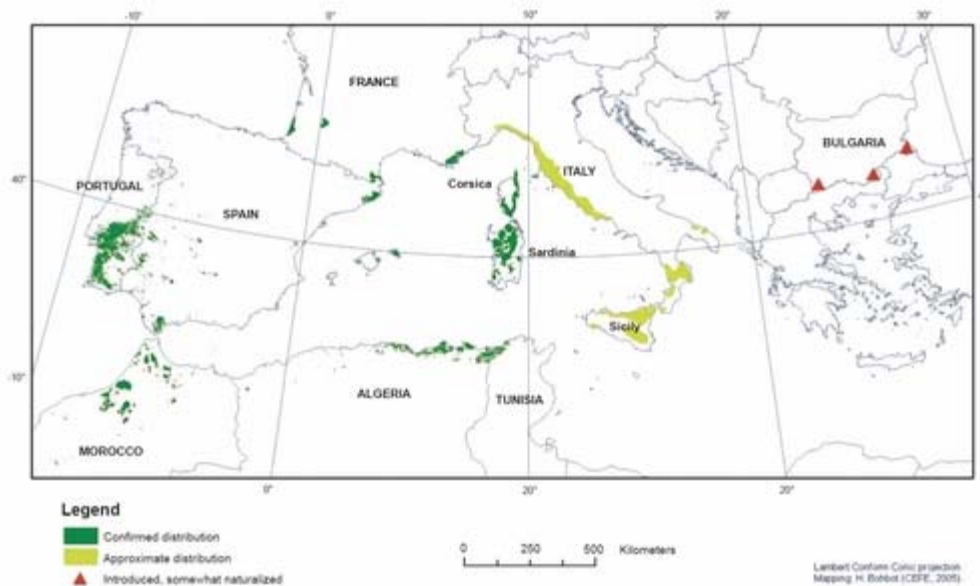 -10° 0° 10° 20° 30°
FRANCE
BULGARIA
40° PORTUGAL Corsica ITALY
SPAIN
Sardinia
Sicily
-10°
ALGERIA TUNISIA
MOROCCO
0° 20° 20°
Legend
Confirmed distribution
Approximate distribution
Introduced, somewhat naturalized
0 250 500 Kilometers
Lambert Conform Conic projection
Mapping: H. Bohbot (CEFE, 2005)